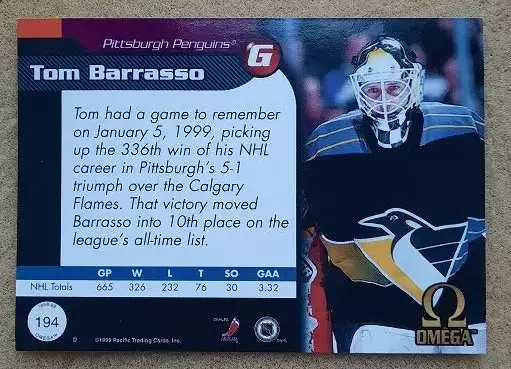 Pittsburgh Penguins®
G
Tom Barrasso
Tom had a game to remember
on January 5, 1999, picking
up the 336th win of his NHL
career in Pittsburgh's 5-1
triumph over the Calgary
Flames. That victory moved
Barrasso into 10th place on the
league's all-time list.
GP W L T SO GAA
NHL Totals 665 326 232 76 30 3.32
194
OMEGA
D
©1999 Pacific Trading Cards, Inc.
NHLPA
NHL
Ω
OMEGA™